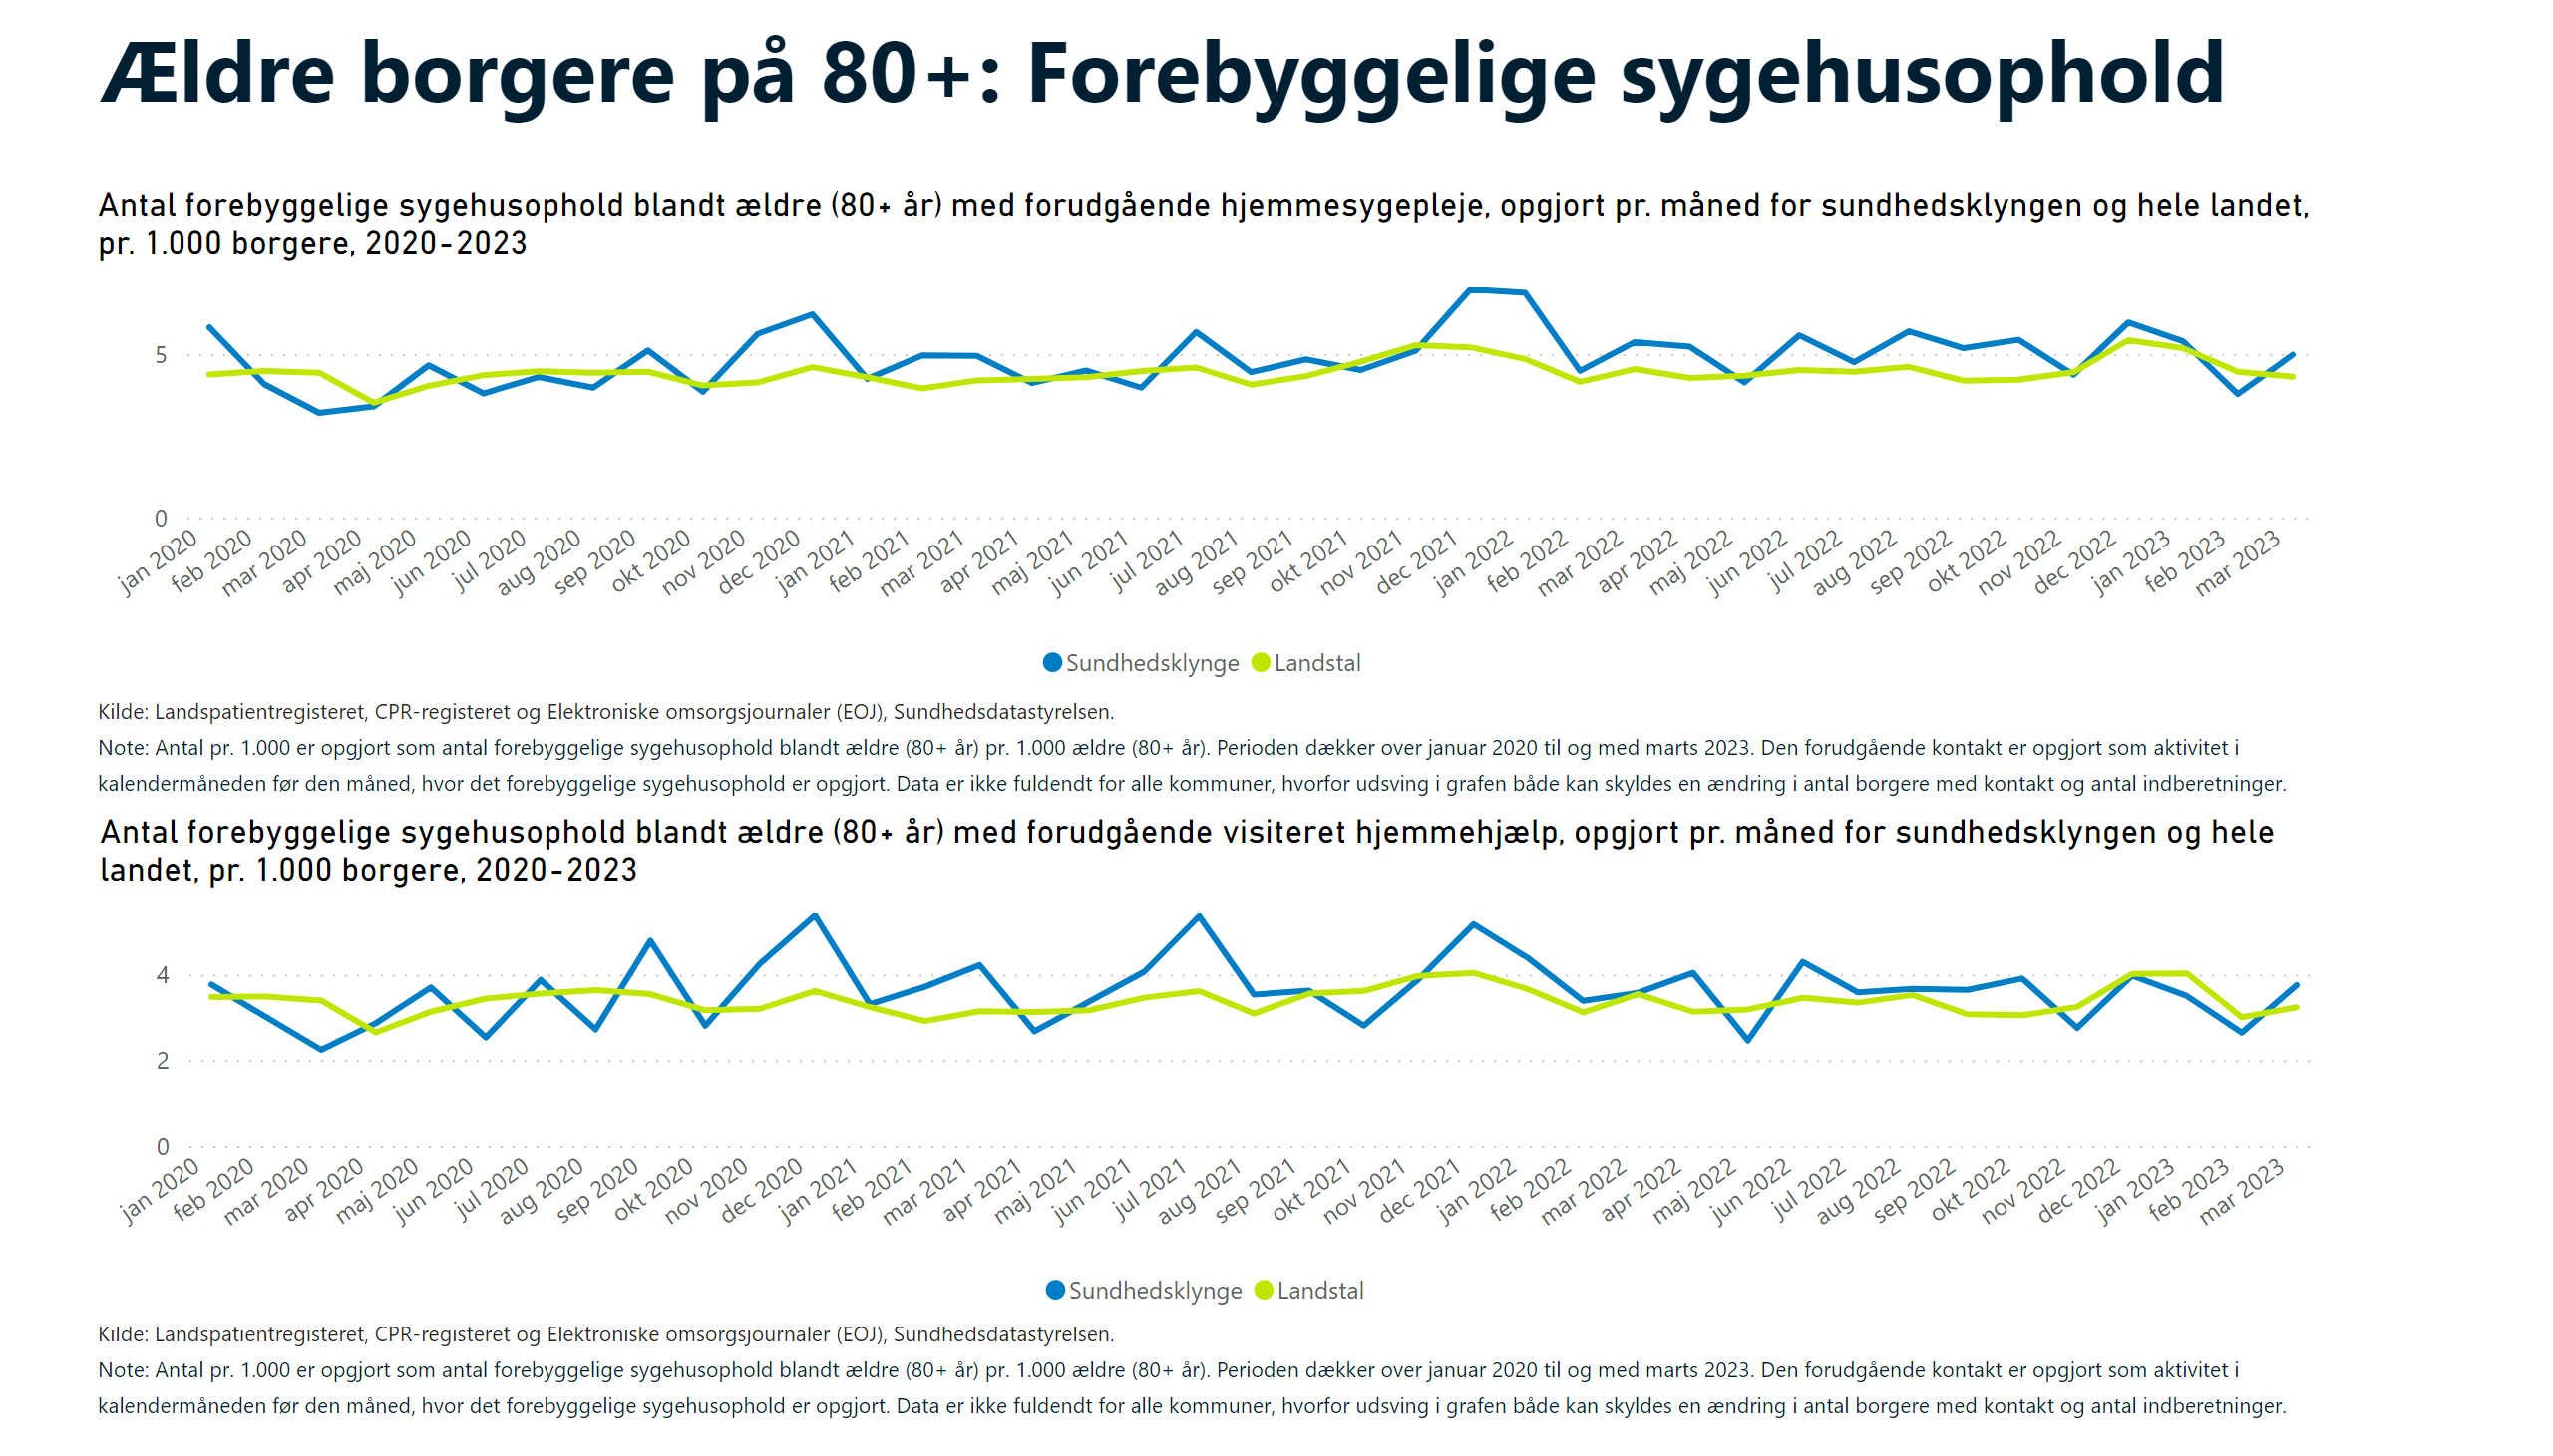 Ældre borgere på 80+: Forebyggelige sygehusophold
Antal forebyggelige sygehusophold blandt ældre (80+ år) med forudgående hjemmesygepleje, opgjort pr. måned for sundhedsklyngen og hele landet,
pr. 1.000 borgere, 2020-2023
5
0
jan 2020
feb 2020
mar 2020
apr 2020
maj 2020
jun 2020
jul 2020
aug 2020
sep 2020
okt 2020
nov 2020
dec 2020
jan 2021
feb 2021
mar 2021
apr 2021
maj 2021
jun 2021
jul 2021
aug 2021
sep 2021
okt 2021
nov 2021
dec 2021
jan 2022
feb 2022
mar 2022
apr 2022
maj 2022
jun 2022
jul 2022
aug 2022
sep 2022
okt 2022
nov 2022
dec 2022
jan 2023
feb 2023
mar 2023
Sundhedsklynge Landstal
Kilde: Landspatientregisteret, CPR-registeret og Elektroniske omsorgsjournaler (EOJ), Sundhedsdatastyrelsen.
Note: Antal pr. 1.000 er opgjort som antal forebyggelige sygehusophold blandt ældre (80+ år) pr. 1.000 ældre (80+ år). Perioden dækker over januar 2020 til og med marts 2023. Den forudgående kontakt er opgjort som aktivitet i
kalendermåneden før den måned, hvor det forebyggelige sygehusophold er opgjort. Data er ikke fuldendt for alle kommuner, hvorfor udsving i grafen både kan skyldes en ændring i antal borgere med kontakt og antal indberetninger.
Antal forebyggelige sygehusophold blandt ældre (80+ år) med forudgående visiteret hjemmehjælp, opgjort pr. måned for sundhedsklyngen og hele
landet, pr. 1.000 borgere, 2020-2023
4
2
0
jan 2020
feb 2020
mar 2020
apr 2020
maj 2020
jun 2020
jul 2020
aug 2020
sep 2020
okt 2020
nov 2020
dec 2020
jan 2021
feb 2021
mar 2021
apr 2021
maj 2021
jun 2021
jul 2021
aug 2021
sep 2021
okt 2021
nov 2021
dec 2021
jan 2022
feb 2022
mar 2022
apr 2022
maj 2022
jun 2022
jul 2022
aug 2022
sep 2022
okt 2022
nov 2022
dec 2022
jan 2023
feb 2023
mar 2023
Sundhedsklynge Landstal
Kilde: Landspatientregisteret, CPR-registeret og Elektroniske omsorgsjournaler (EOJ), Sundhedsdatastyrelsen.
Note: Antal pr. 1.000 er opgjort som antal forebyggelige sygehusophold blandt ældre (80+ år) pr. 1.000 ældre (80+ år). Perioden dækker over januar 2020 til og med marts 2023. Den forudgående kontakt er opgjort som aktivitet i
kalendermåneden før den måned, hvor det forebyggelige sygehusophold er opgjort. Data er ikke fuldendt for alle kommuner, hvorfor udsving i grafen både kan skyldes en ændring i antal borgere med kontakt og antal indberetninger.